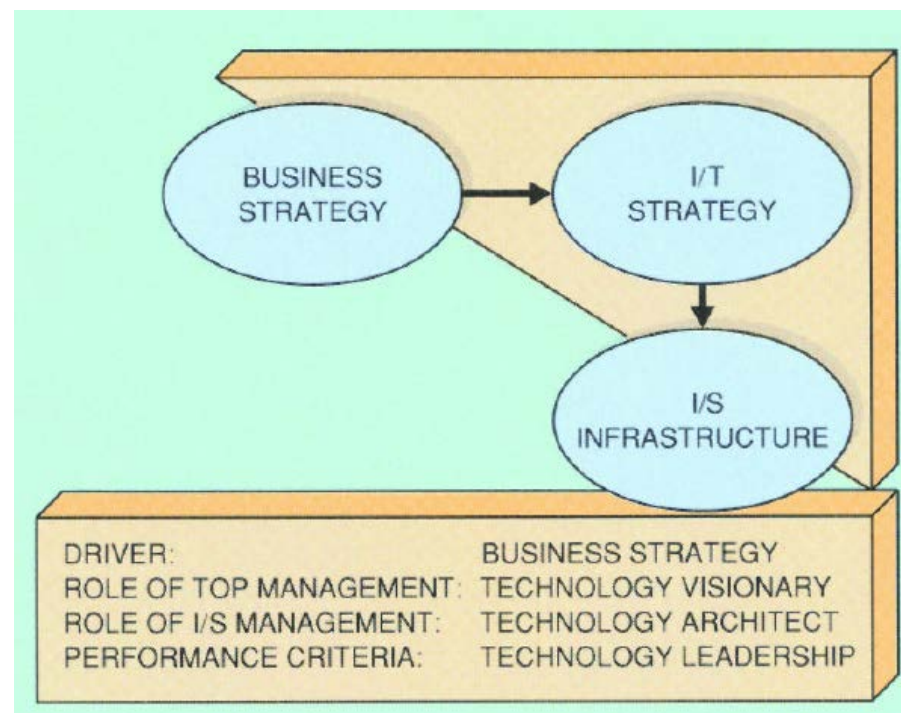 BUSINESS
STRATEGY
I/T
STRATEGY
I/S
INFRASTRUCTURE
DRIVER: BUSINESS STRATEGY
ROLE OF TOP MANAGEMENT: TECHNOLOGY VISIONARY
ROLE OF I/S MANAGEMENT: TECHNOLOGY ARCHITECT
PERFORMANCE CRITERIA: TECHNOLOGY LEADERSHIP